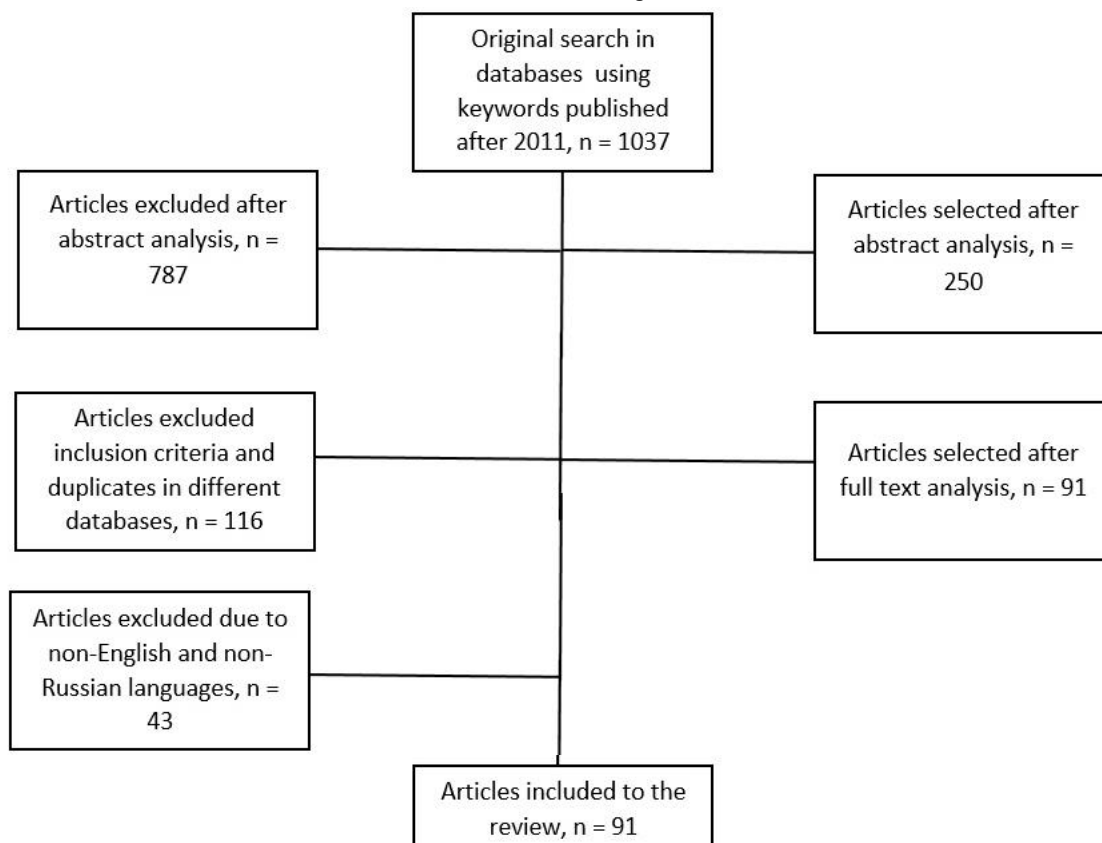 Original search in
databases using
keywords published
after 2011, n = 1037
Articles excluded after
abstract analysis, n =
787
Articles selected after
abstract analysis, n =
250
Articles excluded
inclusion criteria and
duplicates in different
databases, n = 116
Articles selected after
full text analysis, n = 91
Articles excluded due to
non-English and non-
Russian languages, n =
43
Articles included to the
review, n = 91